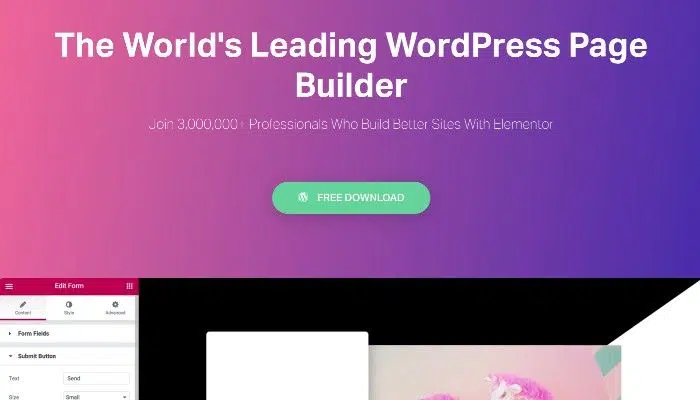 The World's Leading WordPress Page
Builder
Join 3,000,000+ Professionals Who Build Better Sites With Elementor
FREE DOWNLOAD
Edit Form
Content Style Advanced
Form Fields
Submit Button
Text Send
Size Small